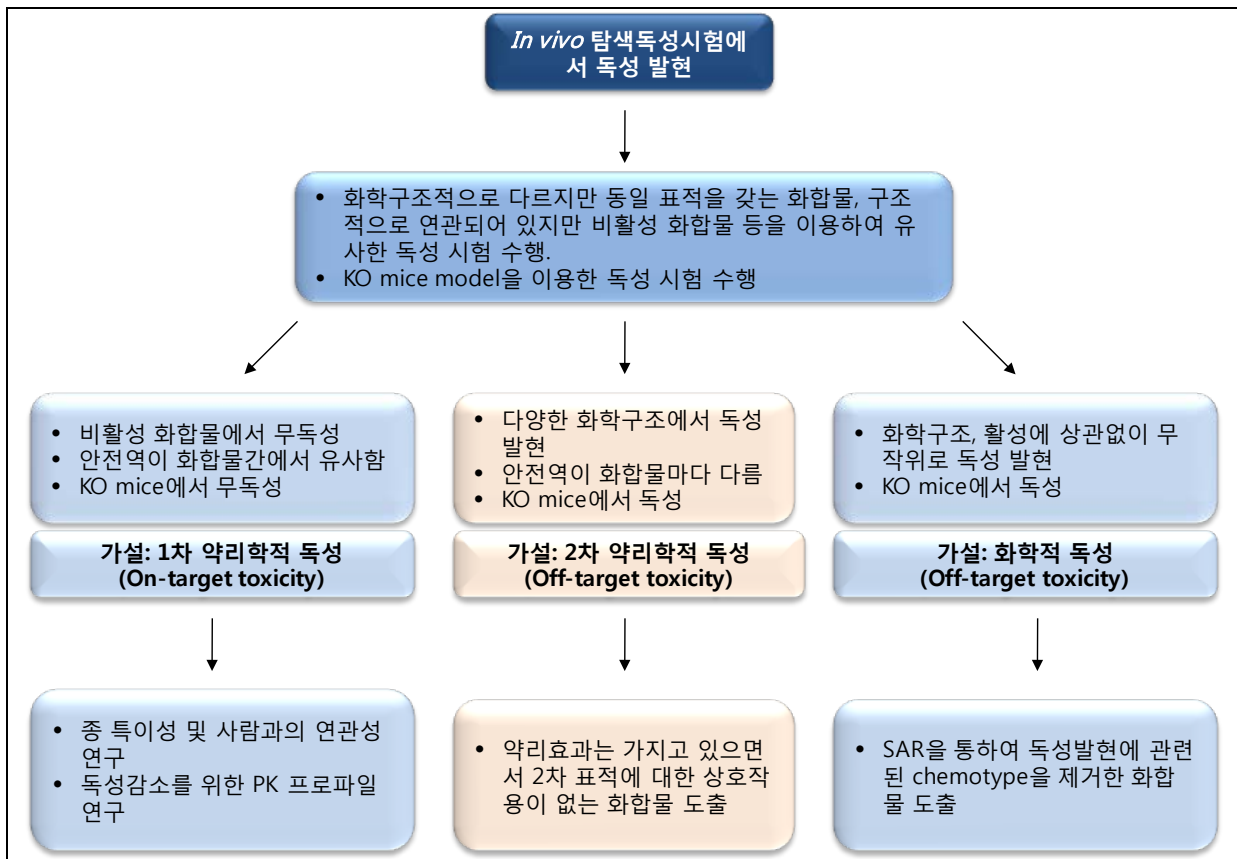 In vivo 탐색독성시험에
서 독성 발현
• 화학구조적으로 다르지만 동일 표적을 갖는 화합물, 구조
적으로 연관되어 있지만 비활성 화합물 등을 이용하여 유
사한 독성 시험 수행.
• KO mice model을 이용한 독성 시험 수행
• 비활성 화합물에서 무독성
• 안전역이 화합물간에서 유사함
• KO mice에서 무독성
가설: 1차 약리학적 독성
(On-target toxicity)
• 종 특이성 및 사람과의 연관성
연구
• 독성감소를 위한 PK 프로파일
연구
• 다양한 화학구조에서 독성
발현
• 안전역이 화합물마다 다름
• KO mice에서 독성
가설: 2차 약리학적 독성
(Off-target toxicity)
• 약리효과는 가지고 있으면
서 2차 표적에 대한 상호작
용이 없는 화합물 도출
• 화학구조, 활성에 상관없이 무
작위로 독성 발현
• KO mice에서 독성
가설: 화학적 독성
(Off-target toxicity)
• SAR을 통하여 독성발현에 관련
된 chemotype을 제거한 화합
물 도출